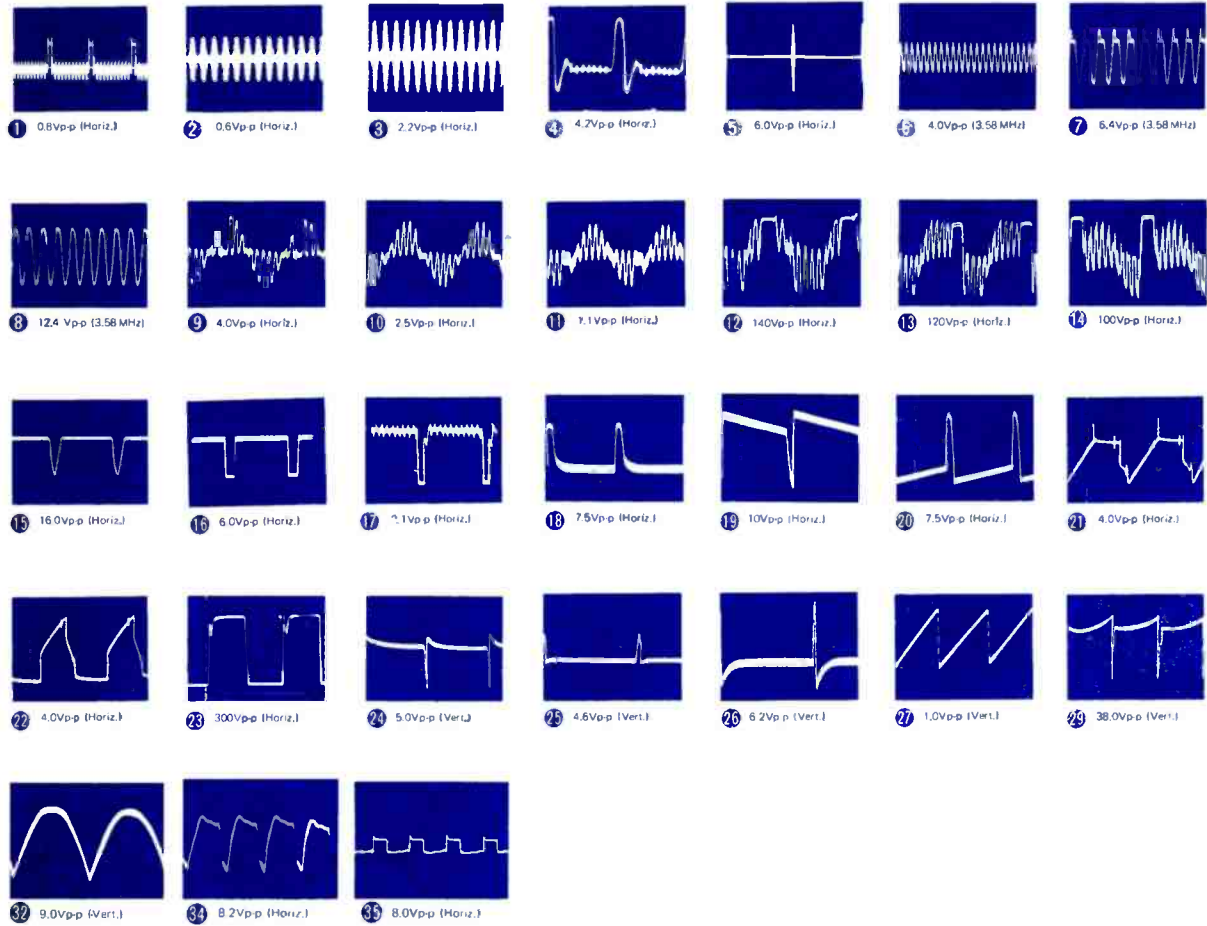 1 0.8Vp-p (Horiz.)
2 0.6Vp-p (Horiz.)
3 2.2Vp-p (Horiz.)
4 4.2Vp-p (Horiz.)
5 6.0Vp-p (Horiz.)
6 4.0Vp-p (3.58 MHz)
7 6.4Vp-p (3.58 MHz)
8 12.4 Vp-p (3.58 MHz)
9 4.0Vp-p (Horiz.)
10 2.5Vp-p (Horiz.)
11 (Horiz.)
12 140Vp-p (Horiz.)
13 120Vp-p (Horiz.)
14 100Vp-p (Horiz.)
15 16.0Vp-p (Horiz.)
16 6.0Vp-p (Horiz.)
17 (Horiz.)
18 7.5Vp-p (Horiz.)
19 10Vp-p (Horiz.)
20 7.5Vp-p (Horiz.)
21 4.0Vp-p (Horiz.)
22 4.0Vp-p (Horiz.)
23 300Vp-p (Horiz.)
24 5.0Vp-p (Vert.)
25 4.6Vp-p (Vert.)
26 6.2Vp-p (Vert.)
27 1.0Vp-p (Vert.)
29 38.0Vp-p (Vert.)
32 9.0Vp-p (Vert.)
34 8.2Vp-p (Horiz.)
35 8.0Vp-p (Horiz.)